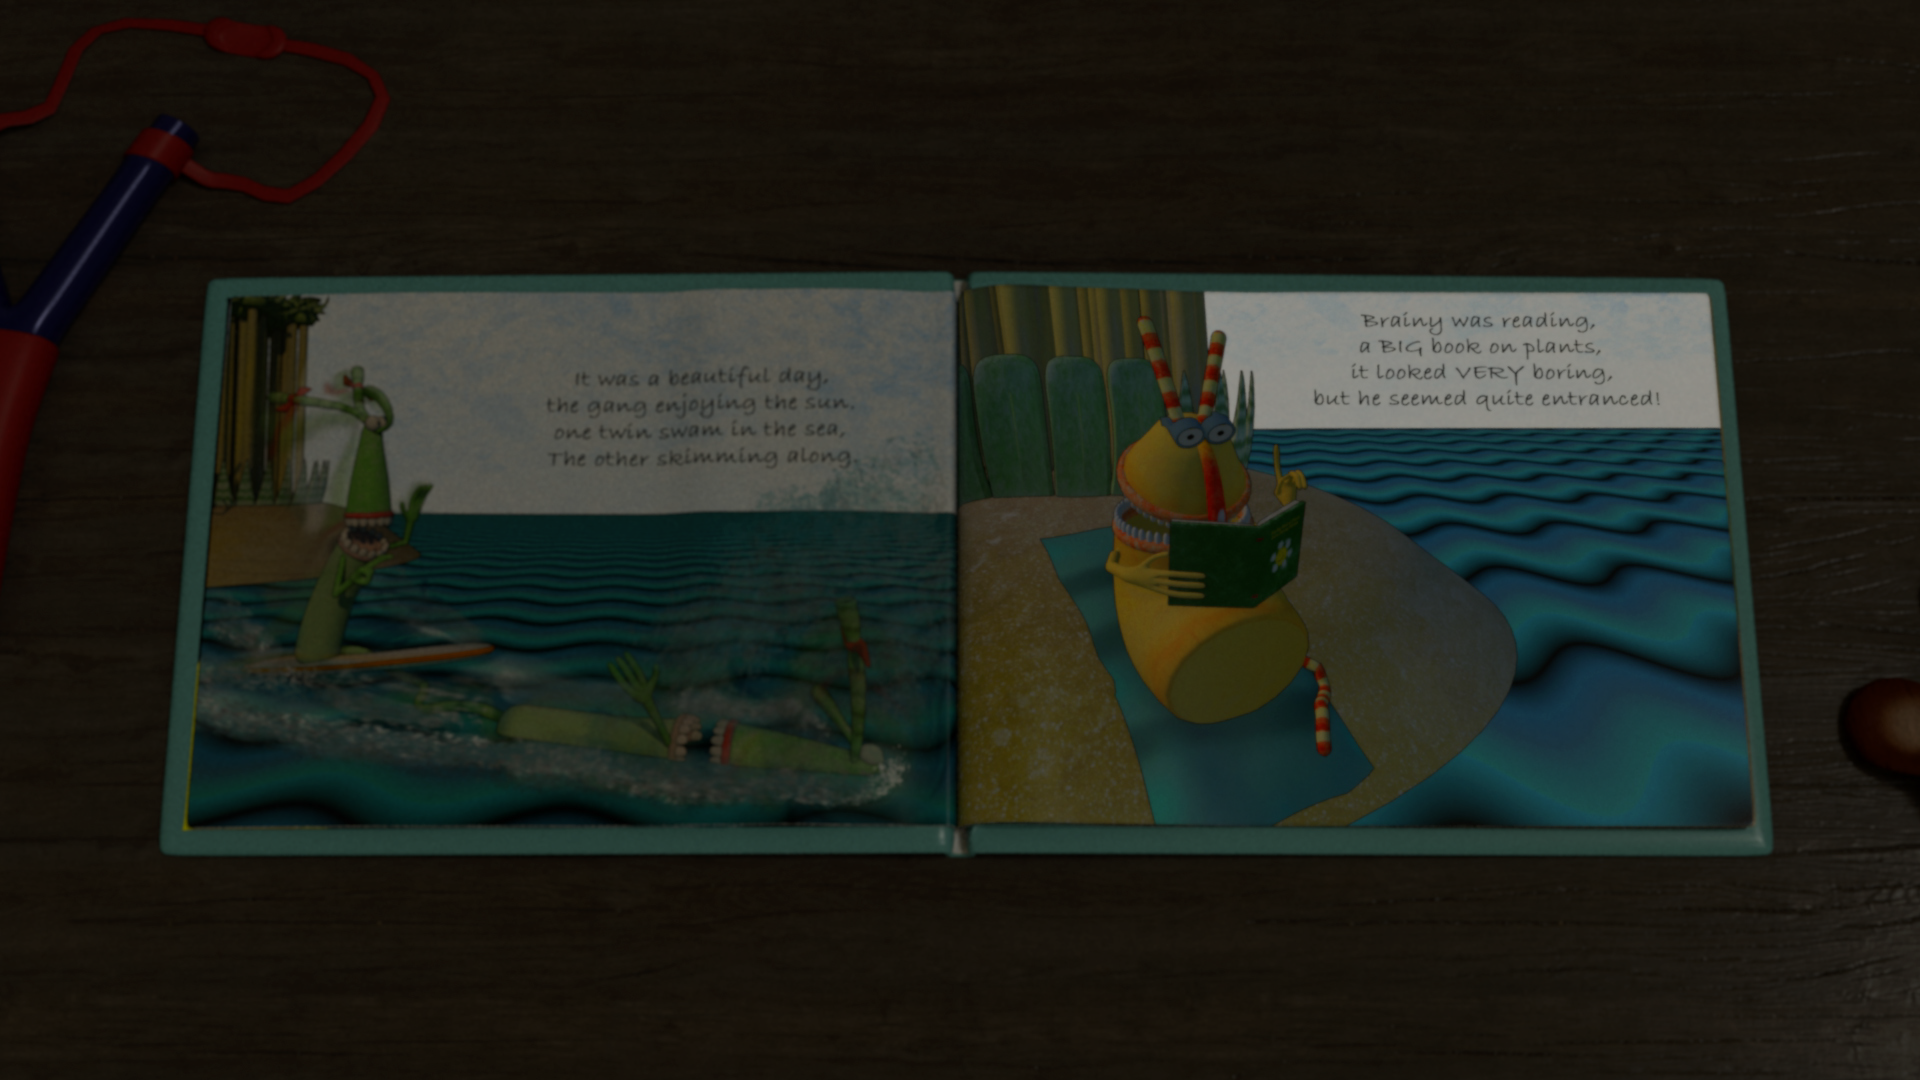 It was a beautiful day,
the gang enjoying the sun,
one twin swam in the sea,
The other skimming along.
Brainy was reading,
a BIG book on plants,
it looked VERY boring,
but he seemed quite entranced!